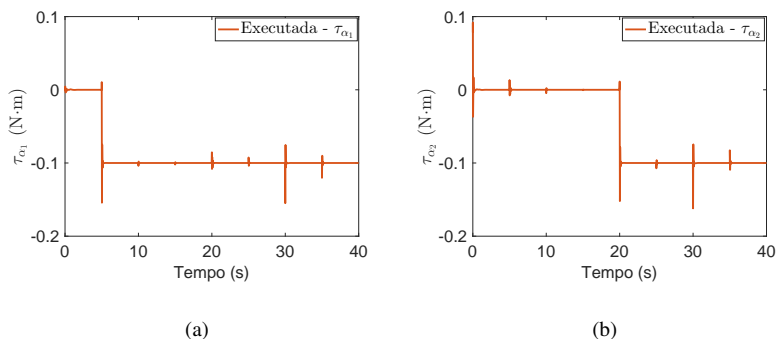 0.1
0
-0.1
-0.2
τα1 (N·m)
Executada - τα1
0 10 20 30 40
Tempo (s)
(a)
0.1
0
-0.1
-0.2
τα2 (N·m)
Executada - τα2
0 10 20 30 40
Tempo (s)
(b)